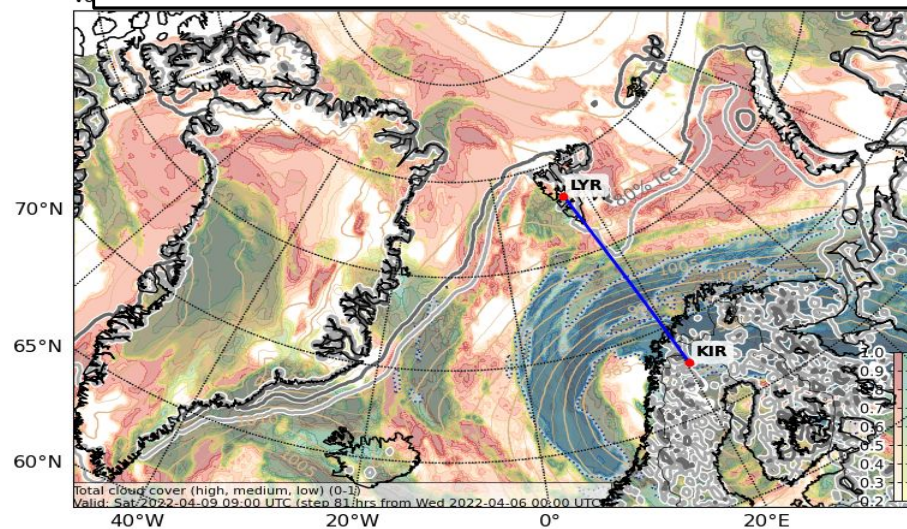 LYR
80% ice
70°N
1005
KIR
65°N
1.0
0.9
0.8
0.7
0.6
0.5
0.4
0.3
0.2
60°N
1005
Total cloud cover (high, medium, low) (0-1)
Valid: Sat 2022-04-09 09:00 UTC (step 81 hrs from Wed 2022-04-06 00:00 UTC)
40°W 20°W 0° 20°E